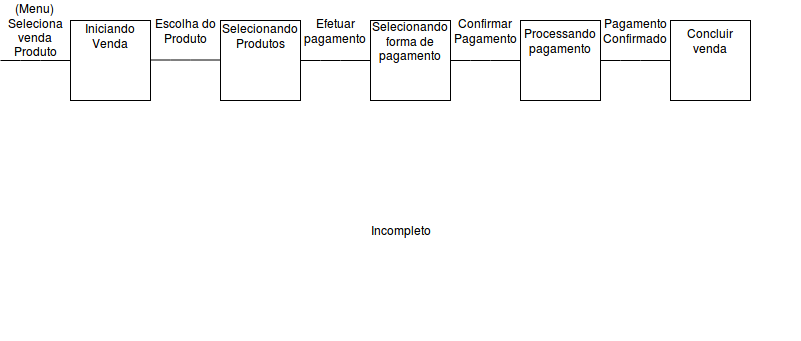 (Menu)
Seleciona
venda
Produto
Iniciando
Venda
Escolha do
Produto
Selecionando
Produtos
Efetuar
pagamento
Selecionando
forma de
pagamento
Confirmar
Pagamento
Processando
pagamento
Pagamento
Confirmado
Concluir
venda
Incompleto